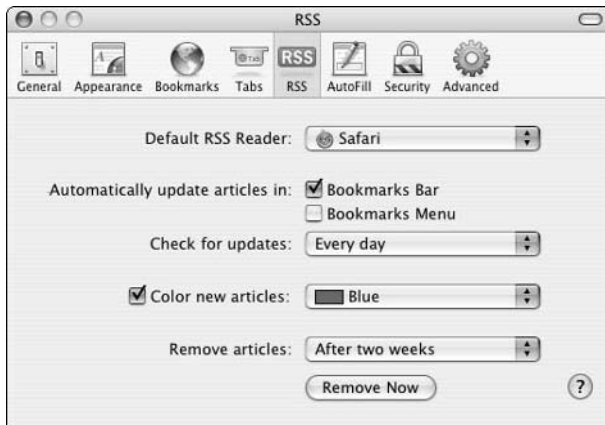 RSS
RSS
General Appearance Bookmarks Tabs RSS AutoFill Security Advanced
Default RSS Reader: Safari
Automatically update articles in: Bookmarks Bar
Bookmarks Menu
Check for updates: Every day
Color new articles: Blue
Remove articles: After two weeks
Remove Now ?